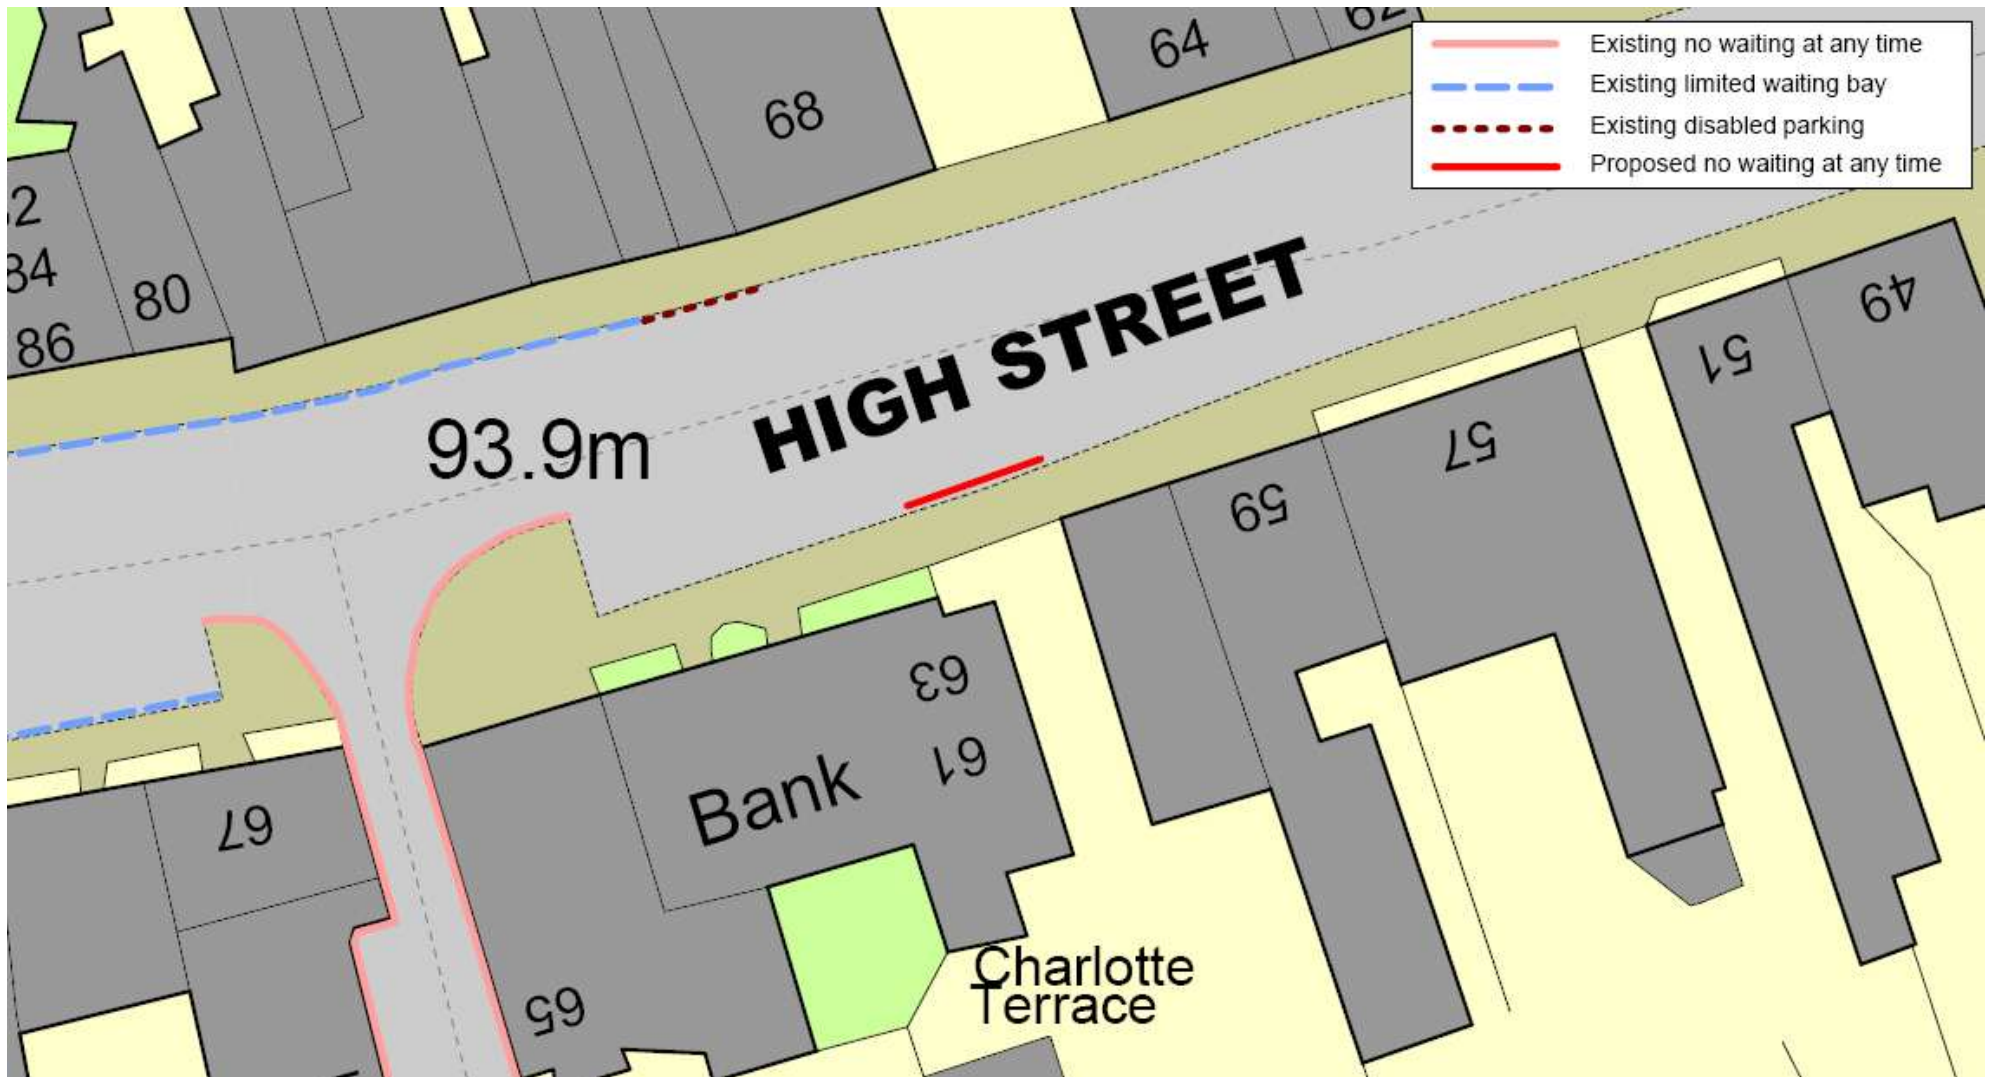 64
62
Existing no waiting at any time
Existing limited waiting bay
Existing disabled parking
Proposed no waiting at any time
68
84
80
86
HIGH STREET
93.9m
49
51
57
59
63
61
Bank
67
65
Charlotte
Terrace